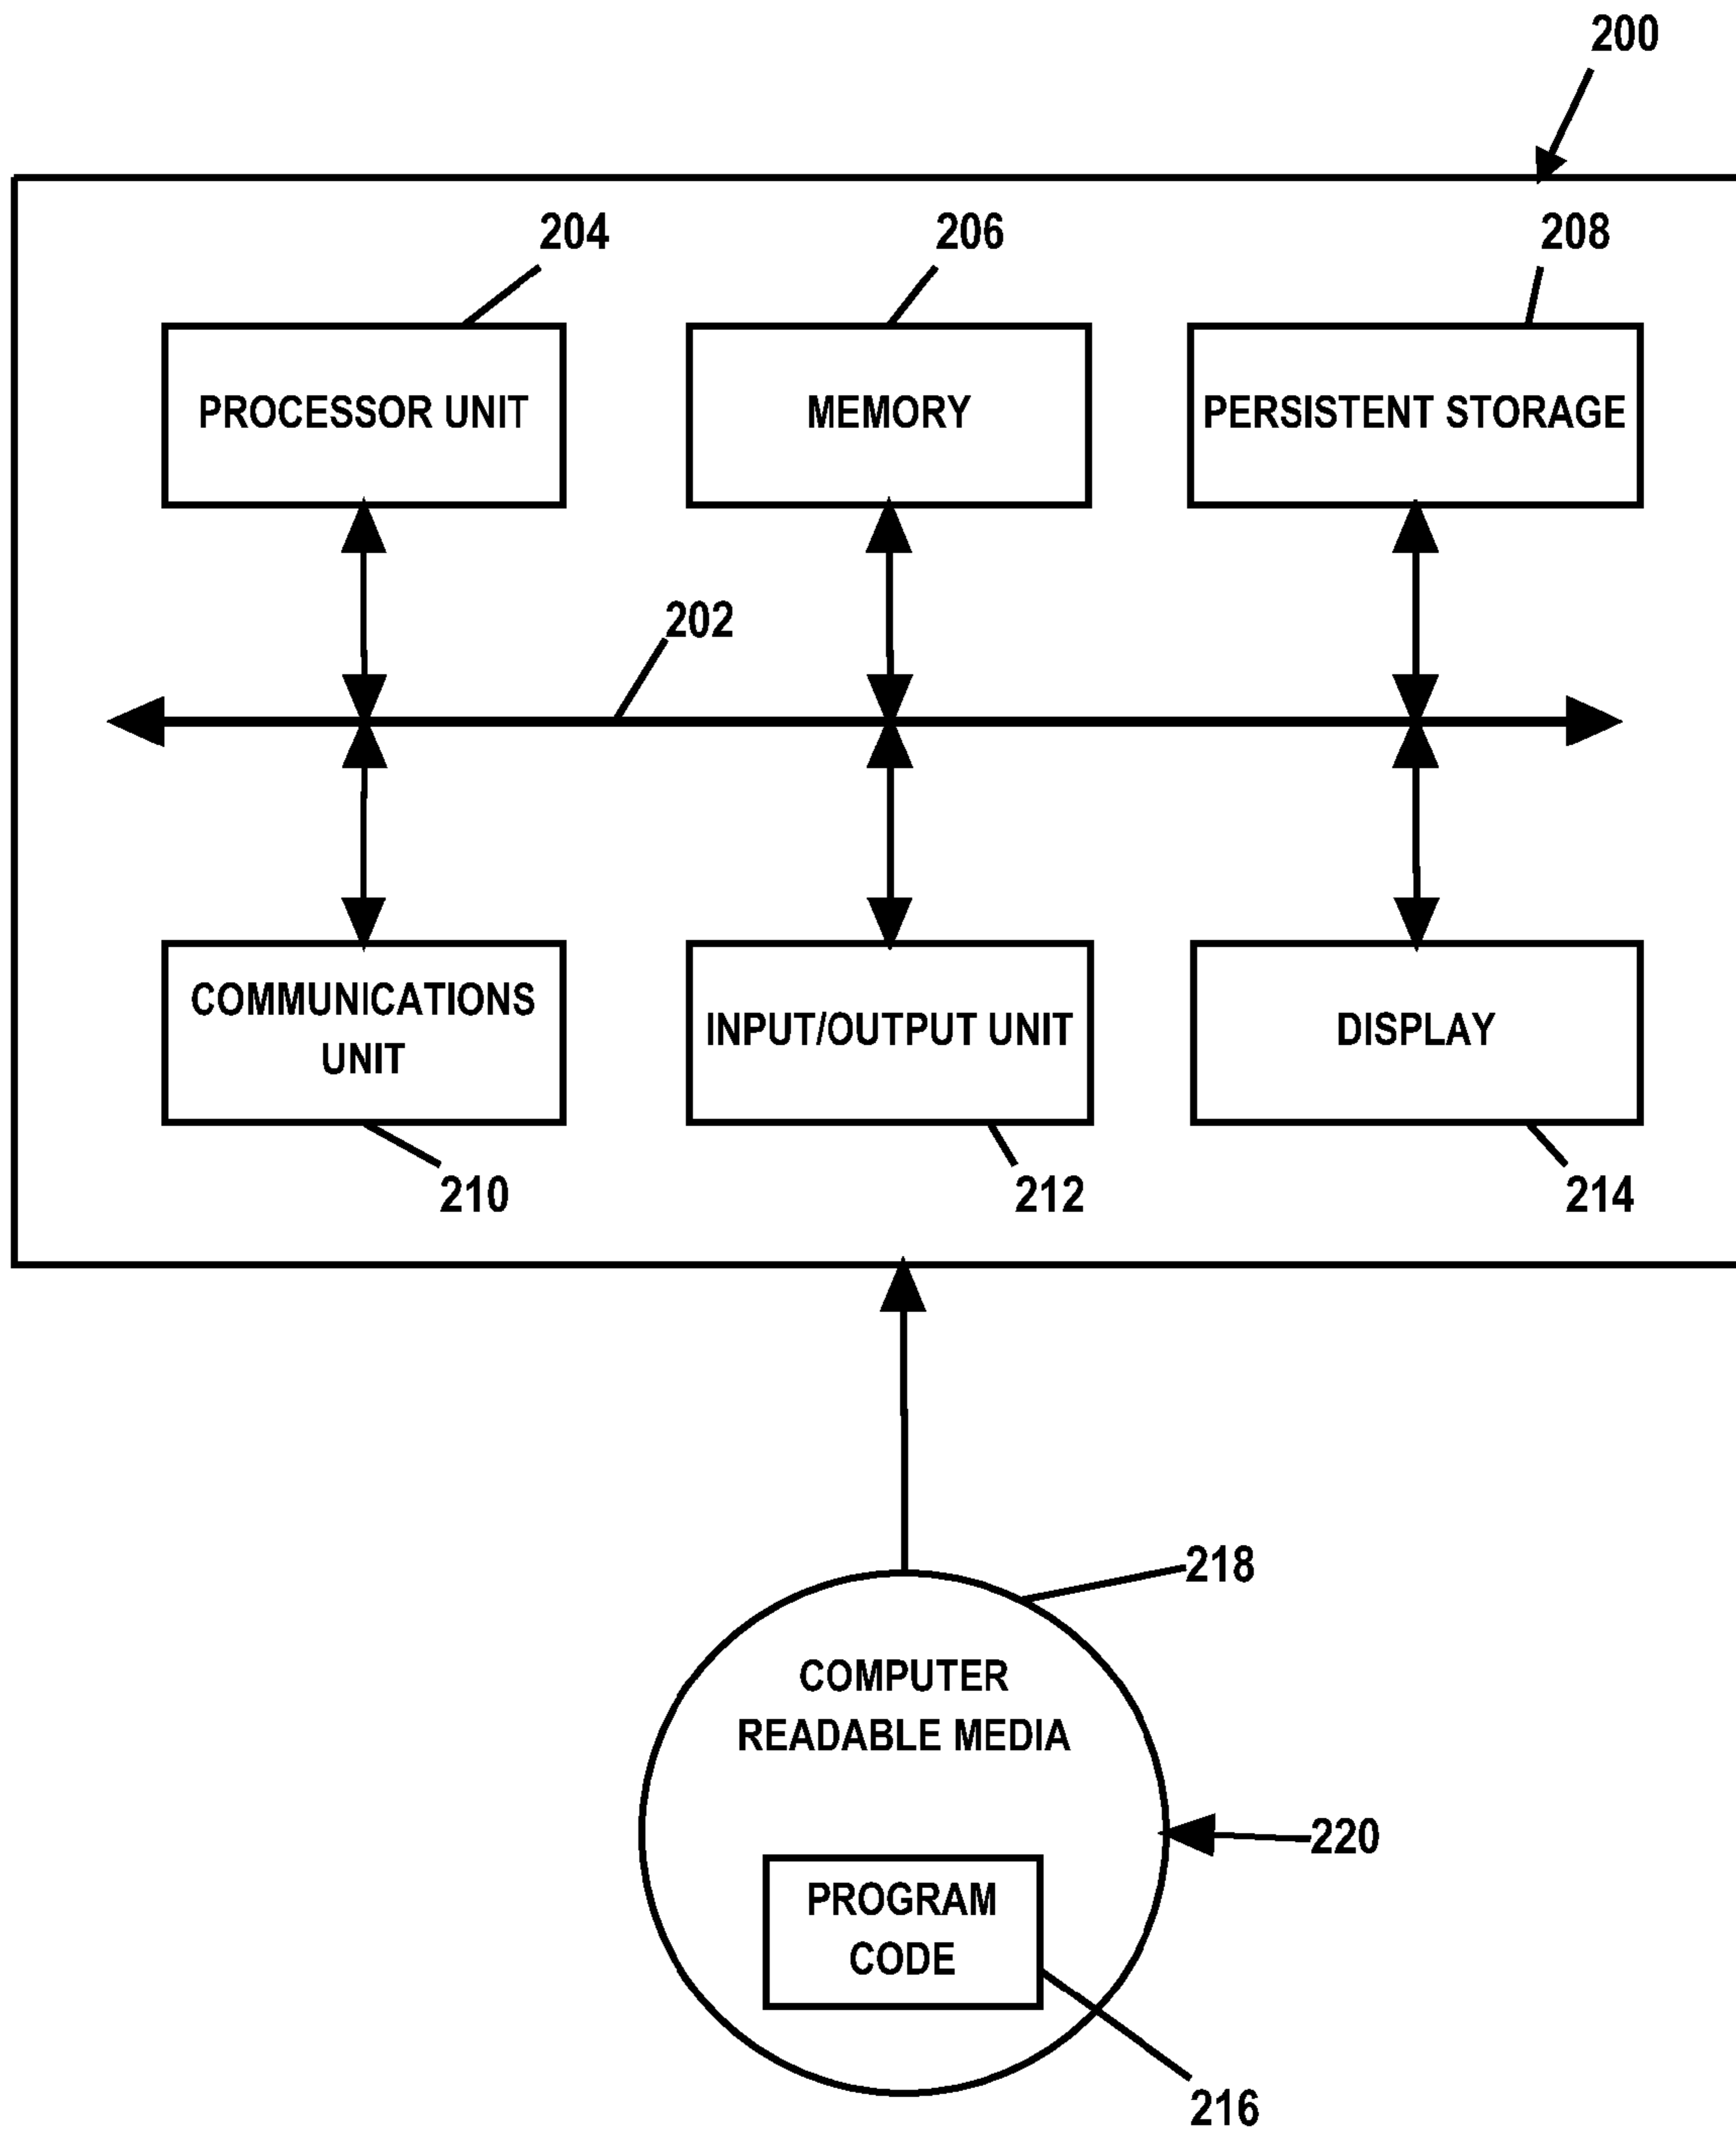 200
204
206
208
PROCESSOR UNIT
MEMORY
PERSISTENT STORAGE
202
COMMUNICATIONS
UNIT
INPUT/OUTPUT UNIT
DISPLAY
210
212
214
218
COMPUTER
READABLE MEDIA
220
PROGRAM
CODE
216